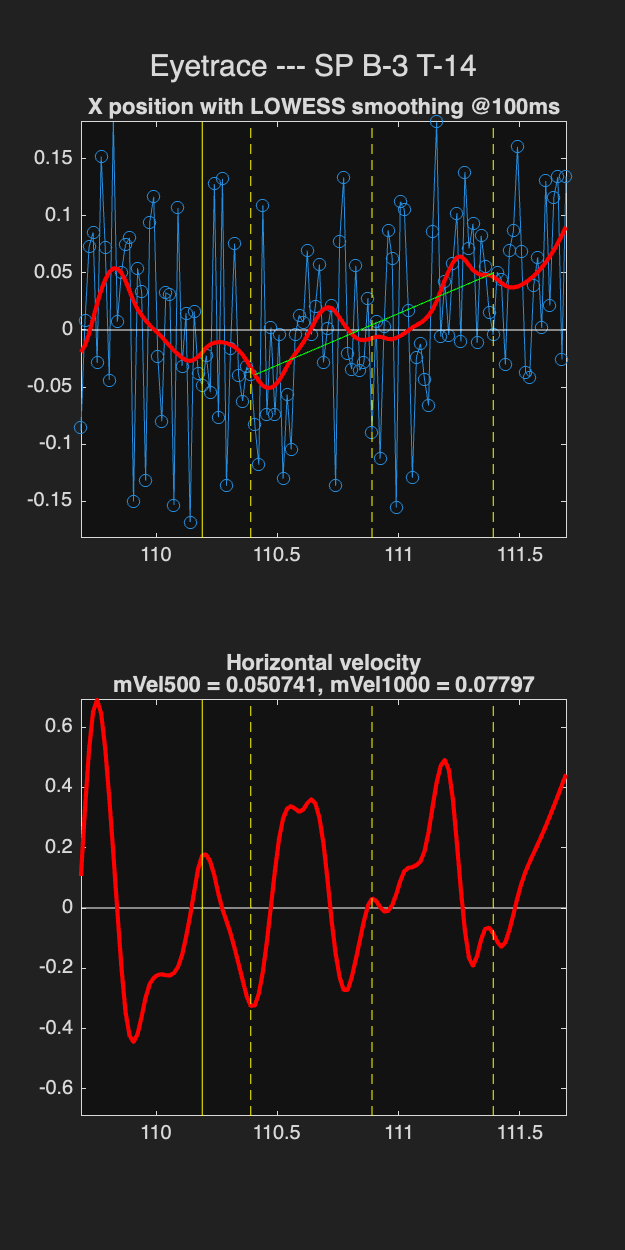 Eyetrace --- SP B-3 T-14
X position with LOWESS smoothing @100ms
0.15
0.1
0.05
0
-0.05
-0.1
-0.15
110 110.5 111 111.5
Horizontal velocity
mVel500 = 0.050741, mVel1000 = 0.07797
0.6
0.4
0.2
0
-0.2
-0.4
-0.6
110 110.5 111 111.5